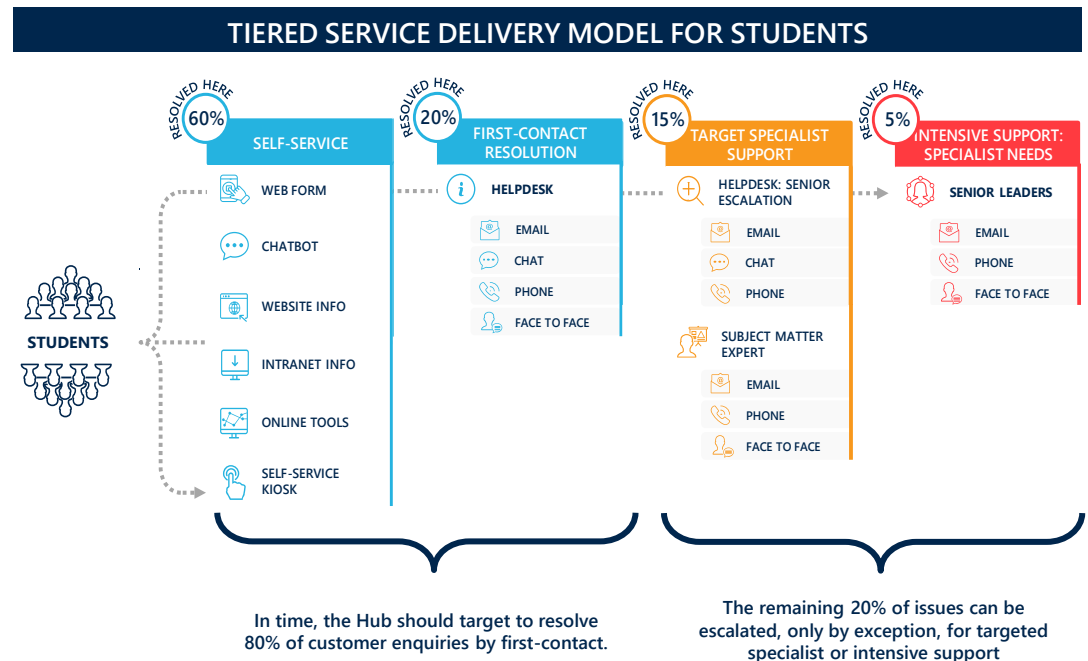 TIERED SERVICE DELIVERY MODEL FOR STUDENTS
RESOLVED HERE
60%
SELF-SERVICE
WEB FORM
CHATBOT
WEBSITE INFO
INTRANET INFO
ONLINE TOOLS
SELF-SERVICE
KIOSK
STUDENTS
RESOLVED HERE
20%
FIRST-CONTACT
RESOLUTION
HELPDESK
EMAIL
CHAT
PHONE
FACE TO FACE
RESOLVED HERE
15%
TARGET SPECIALIST
SUPPORT
HELPDESK: SENIOR
ESCALATION
EMAIL
CHAT
PHONE
SUBJECT MATTER
EXPERT
EMAIL
PHONE
FACE TO FACE
RESOLVED HERE
5%
INTENSIVE SUPPORT:
SPECIALIST NEEDS
SENIOR LEADERS
EMAIL
PHONE
FACE TO FACE
In time, the Hub should target to resolve
80% of customer enquiries by first-contact.
The remaining 20% of issues can be
escalated, only by exception, for targeted
specialist or intensive support